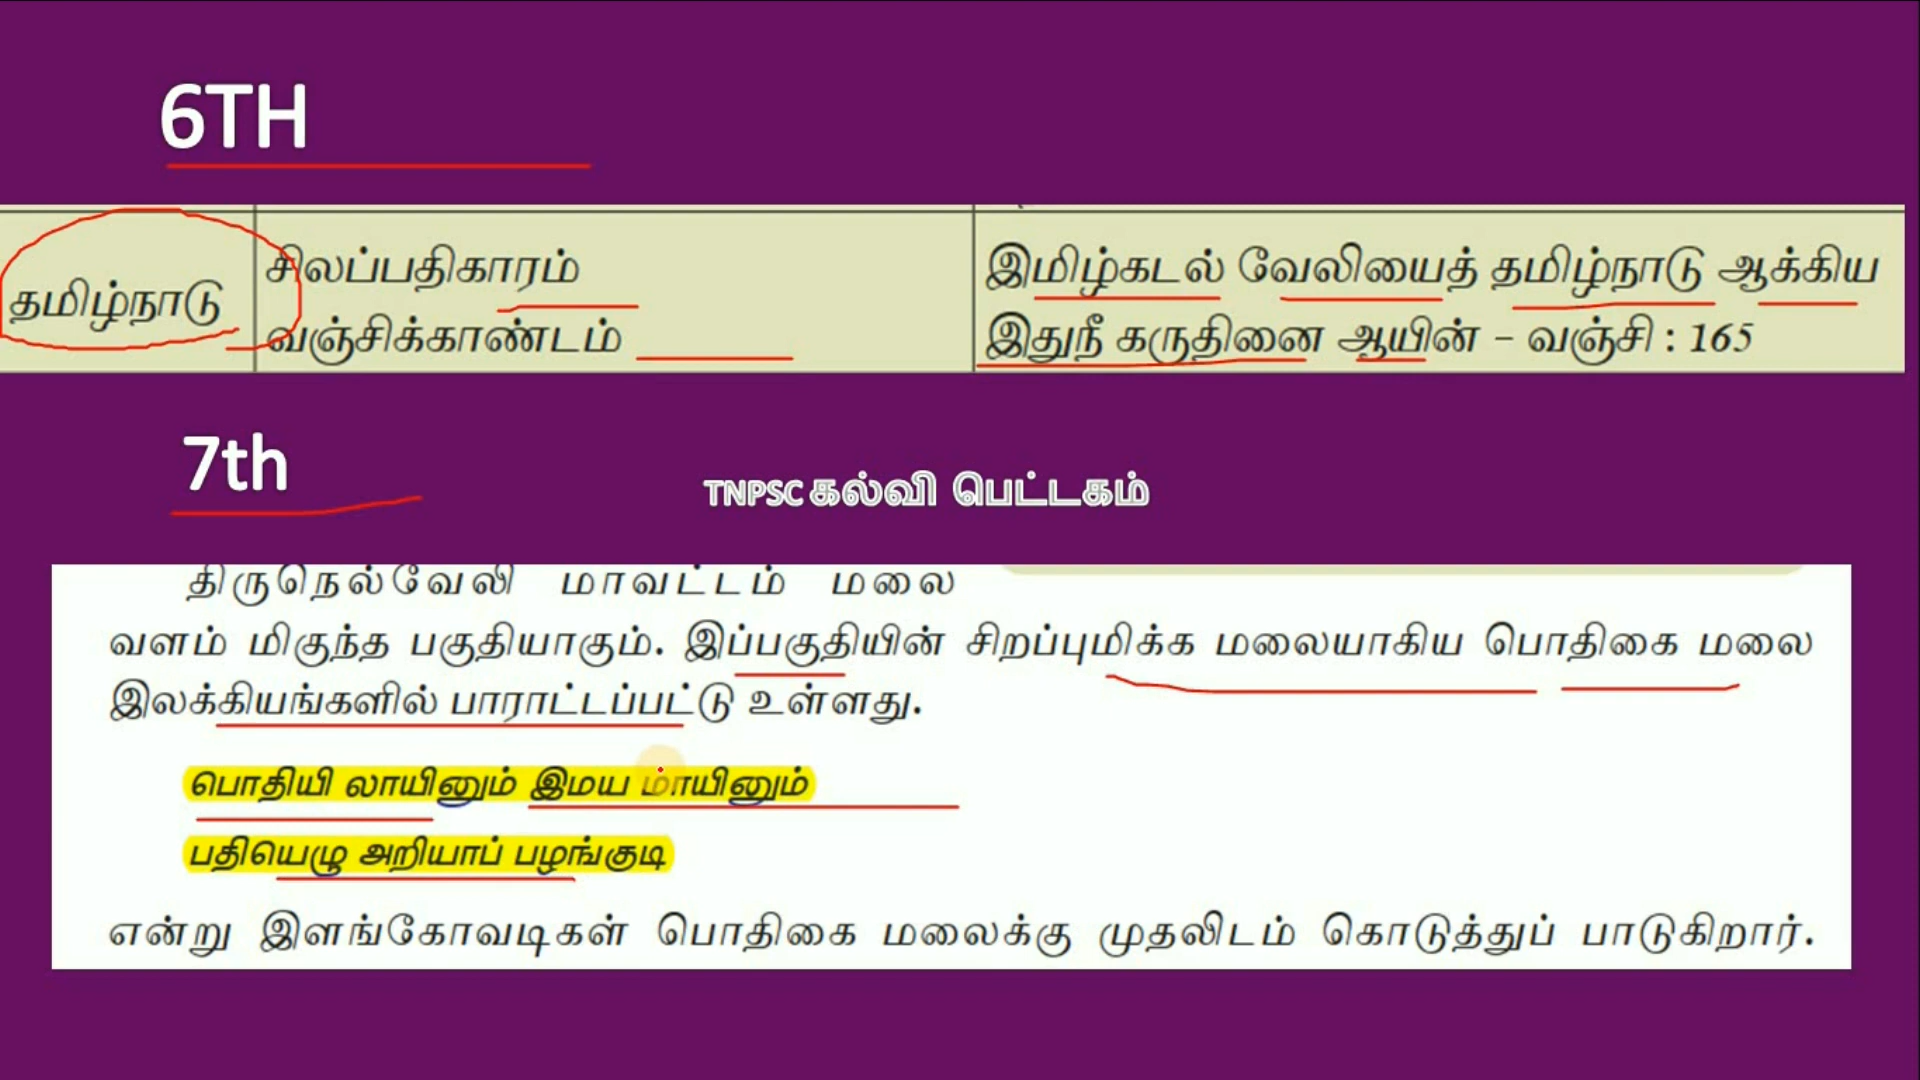 6TH
தமிழ்நாடு
சிலப்பதிகாரம்
வஞ்சிக்காண்டம்
இமிழ்கடல் வேலியைத் தமிழ்நாடு ஆக்கிய
இதுநீ கருதினை ஆயின் – வஞ்சி : 165
7th
TNPSC கல்வி பெட்டகம்
திருநெல்வேலி மாவட்டம் மலை
வளம் மிகுந்த பகுதியாகும். இப்பகுதியின் சிறப்புமிக்க மலையாகிய பொதிகை மலை
இலக்கியங்களில் பாராட்டப்பட்டு உள்ளது.
பொதியி லாயினும் இமய மாயினும்
பதியெழு அறியாப் பழங்குடி
என்று இளங்கோவடிகள் பொதிகை மலைக்கு முதலிடம் கொடுத்துப் பாடுகிறார்.